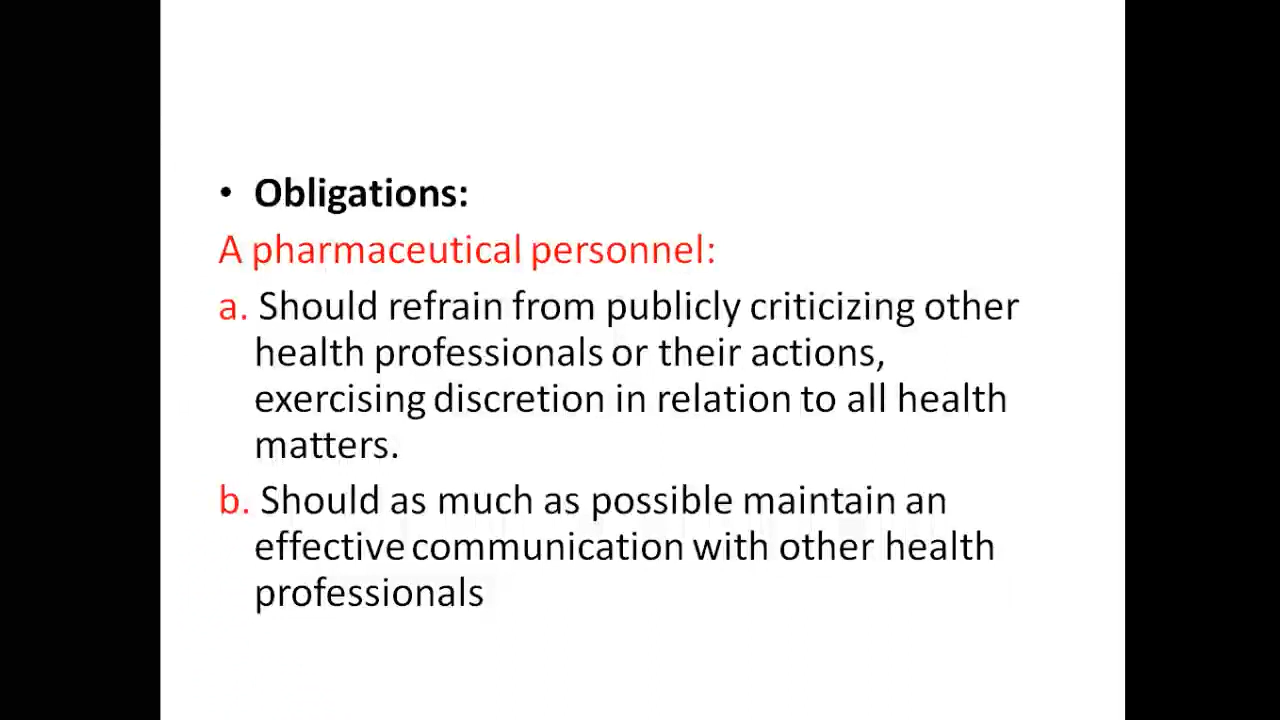 • Obligations:
A pharmaceutical personnel:
a. Should refrain from publicly criticizing other
health professionals or their actions,
exercising discretion in relation to all health
matters.
b. Should as much as possible maintain an
effective communication with other health
professionals